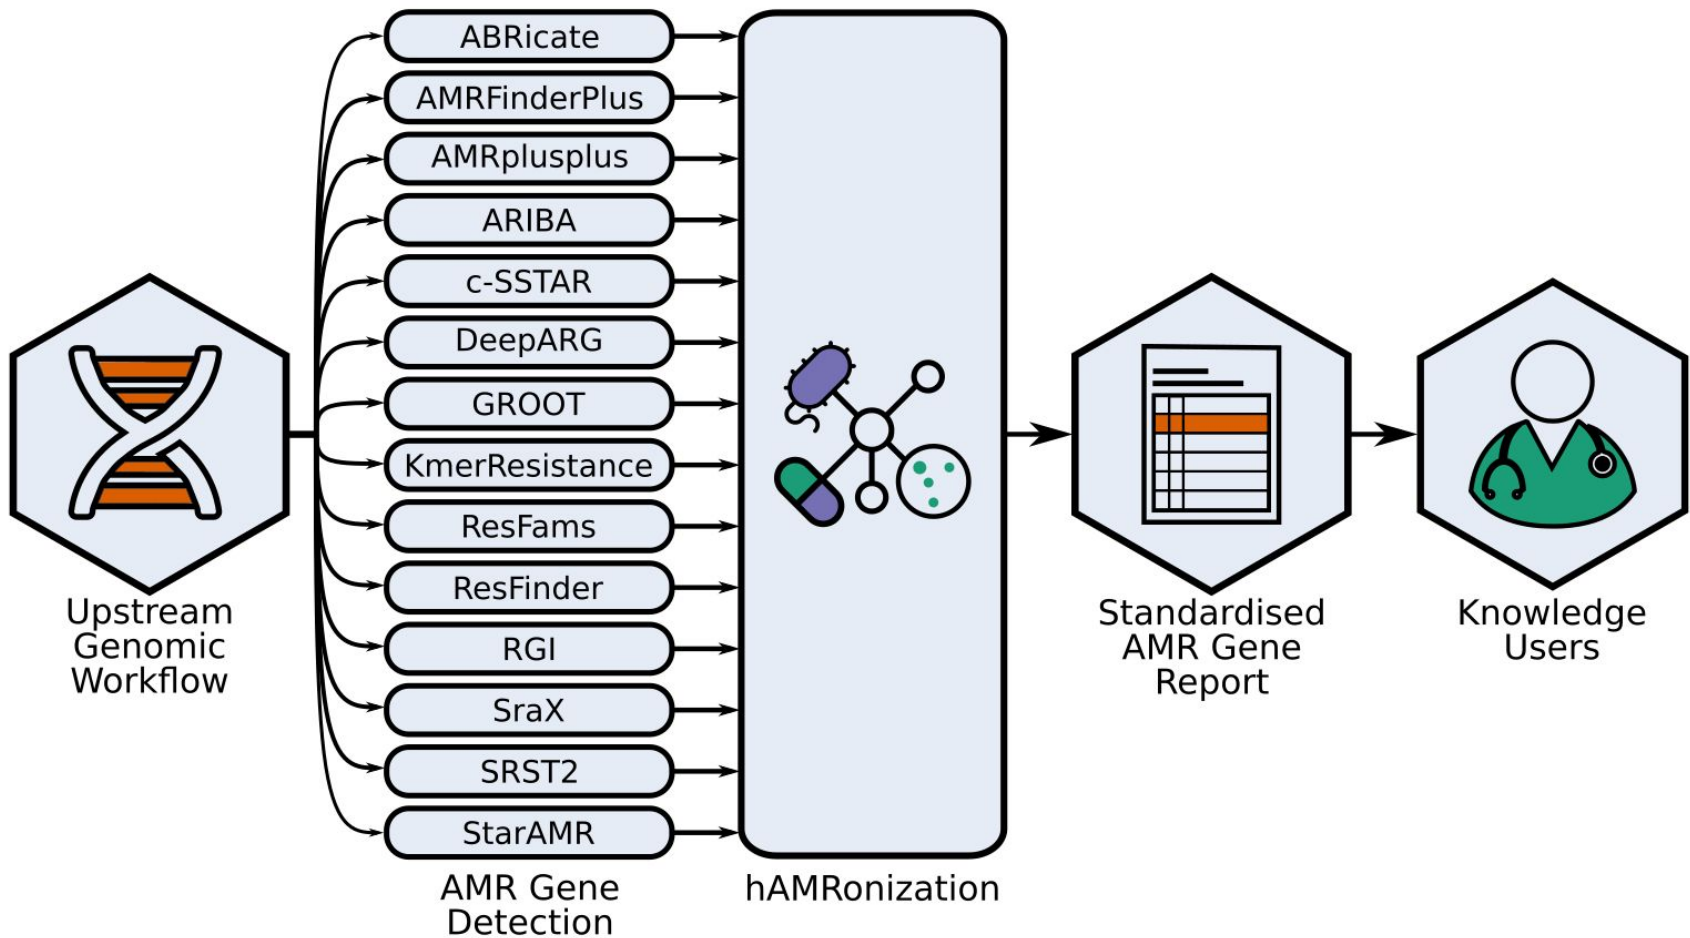 ABRicate
AMRFinderPlus
AMRplusplus
ARIBA
c-SSTAR
DeepARG
GROOT
KmerResistance
ResFams
ResFinder
RGI
SraX
SRST2
StarAMR
Upstream
Genomic
Workflow
AMR Gene
Detection
hAMRonization
Standardised
AMR Gene
Report
Knowledge
Users